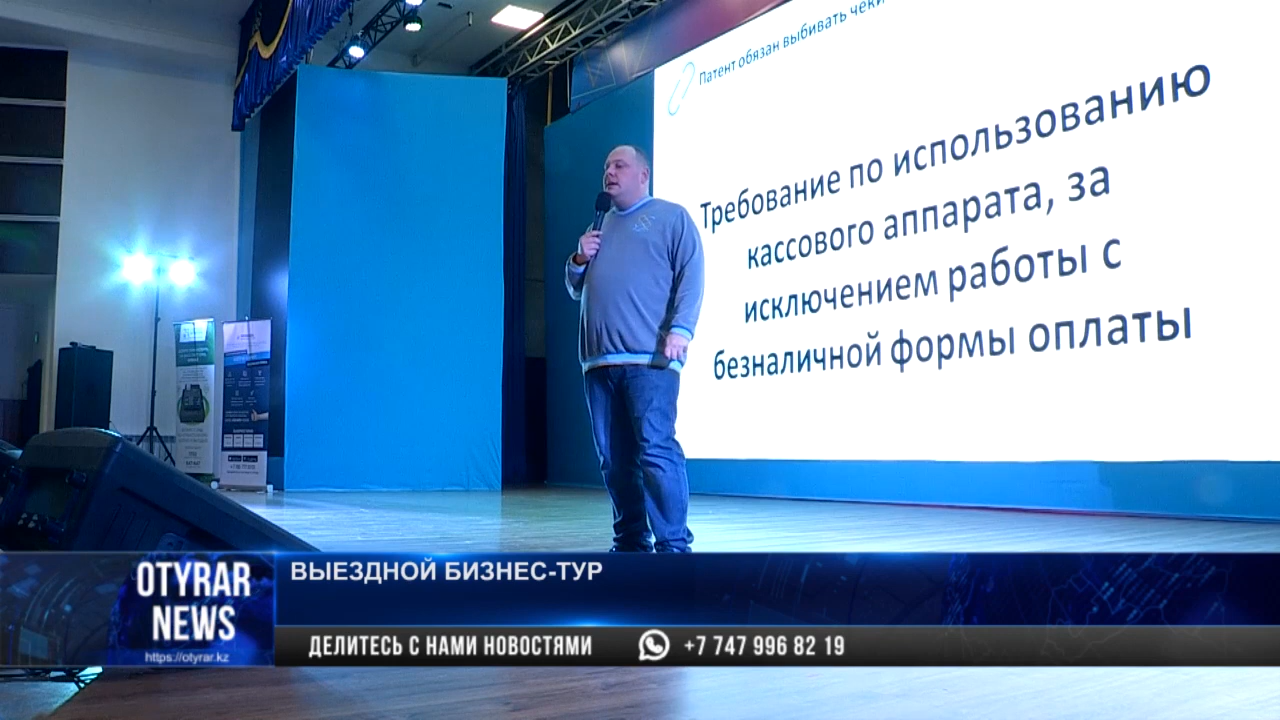 Патент обязан выбивать чеки
Требование по использованию
кассового аппарата, за
исключением работы с
безналичной формы оплаты
OTYRAR
NEWS
https://otyrar.kz
ВЫЕЗДНОЙ БИЗНЕС-ТУР
ДЕЛИТЕСЬ С НАМИ НОВОСТЯМИ
+7 747 996 82 19